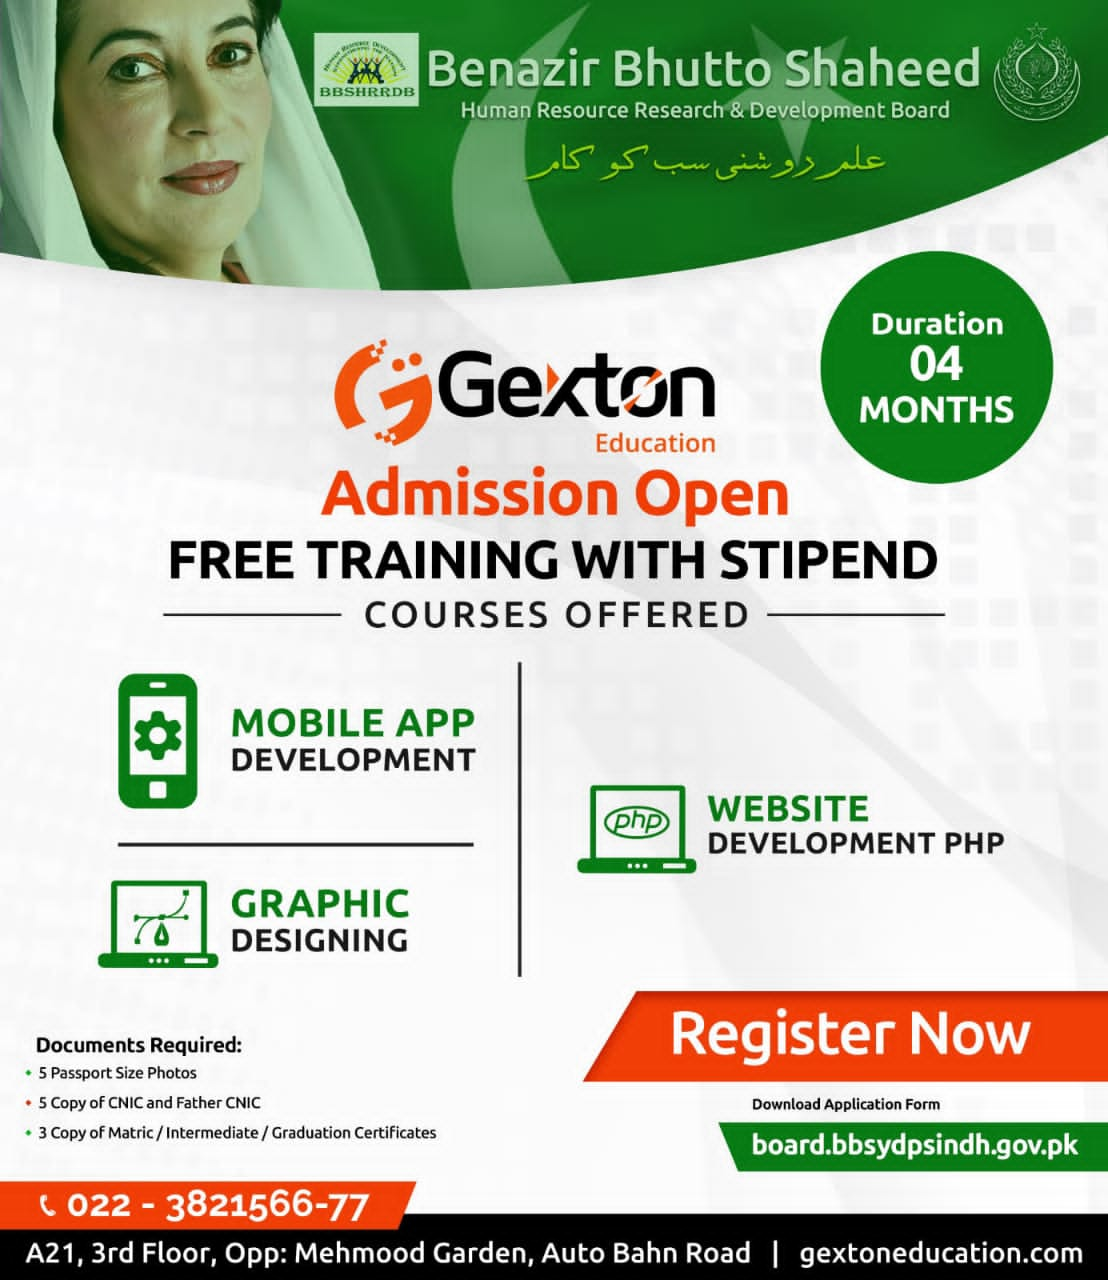 HUMAN RESOURCE DEVELOPMENT
BBSHRRDB
Benazir Bhutto Shaheed
Human Resource Research & Development Board
علم روشنی سب کو کام
Duration
04
MONTHS
Gexton
Education
Admission Open
FREE TRAINING WITH STIPEND
COURSES OFFERED
MOBILE APP
DEVELOPMENT
php
WEBSITE
DEVELOPMENT PHP
GRAPHIC
DESIGNING
Register Now
Documents Required:
• 5 Passport Size Photos
• 5 Copy of CNIC and Father CNIC
• 3 Copy of Matric / Intermediate / Graduation Certificates
Download Application Form
board.bbsydpsindh.gov.pk
022 - 3821566-77
A21, 3rd Floor, Opp: Mehmood Garden, Auto Bahn Road | gextoneducation.com